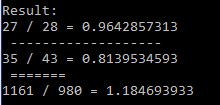 Result:
27 / 28 = 0.9642857313
-------------------
35 / 43 = 0.8139534593
=======
1161 / 980 = 1.184693933